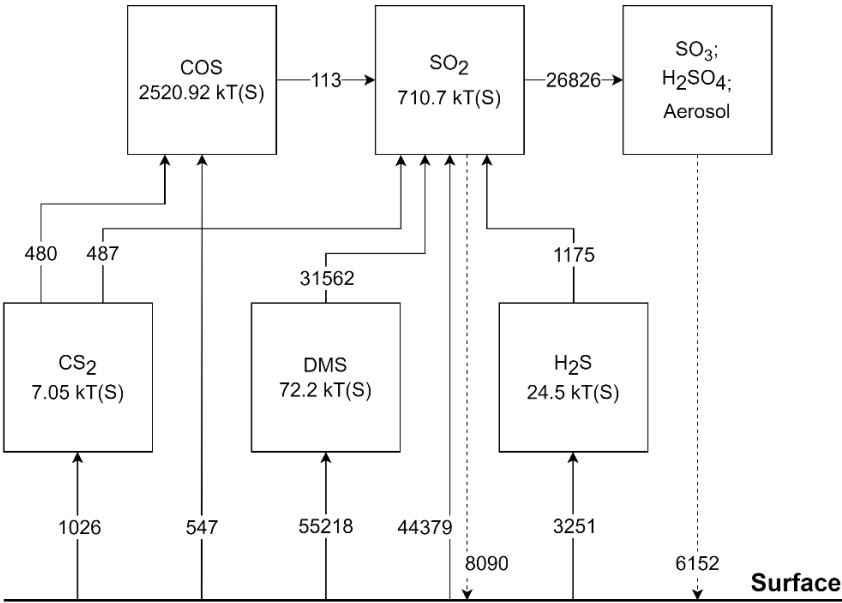 COS
2520.92 kT(S)
113
SO2
710.7 kT(S)
26826
SO3;
H2SO4;
Aerosol
480
487
31562
1175
CS2
7.05 kT(S)
DMS
72.2 kT(S)
H2S
24.5 kT(S)
1026
547
55218
44379
3251
8090
6152
Surface